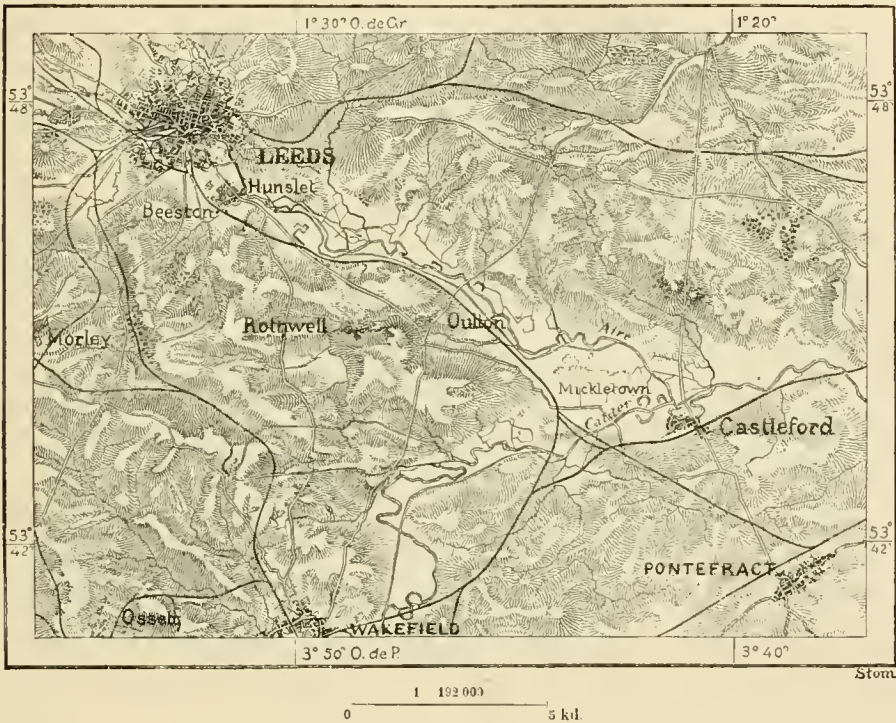 1° 30' O. de Gr
1° 20'
53°
48'
53°
48'
LEEDS
Hunslet
Beeston
Rothwell
Oulton
Aire
Morley
Mickletown
Calder
Castleford
53°
42'
53°
42'
PONTEFRACT
Ossett
WAKEFIELD
3° 50' O. de P.
3° 40'
Stom
1 192 000
0
5 kil.